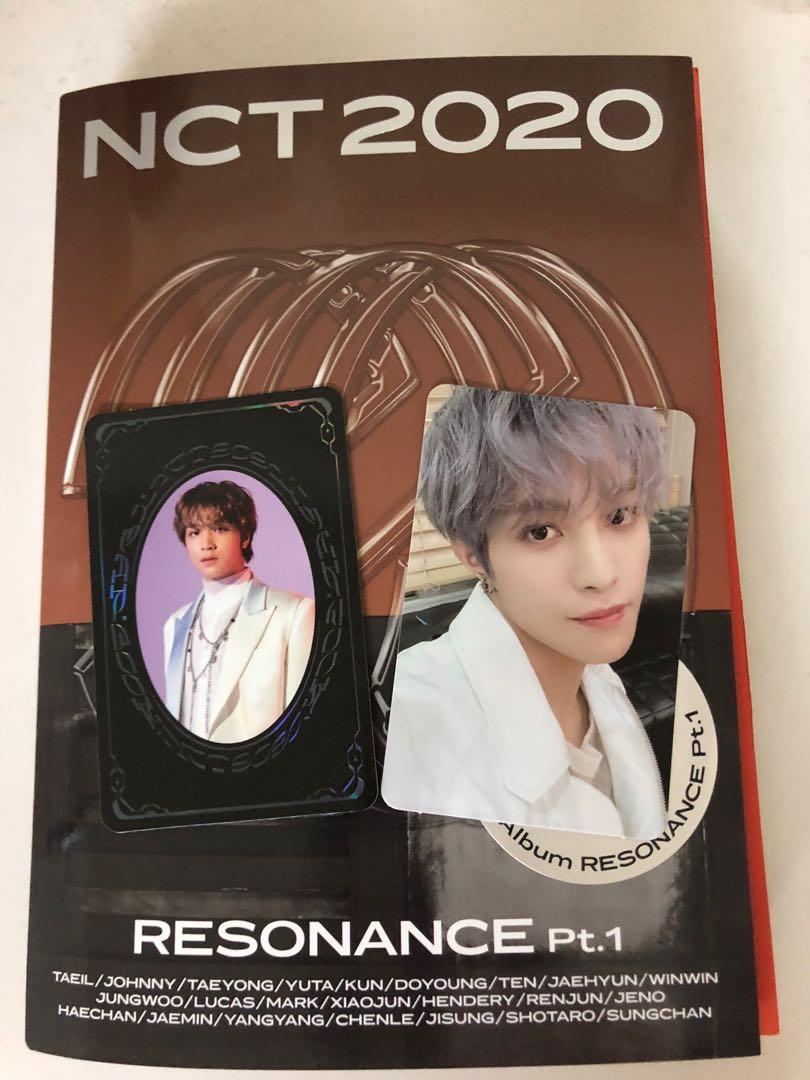 NCT 2020
Album RESONANCE Pt.1
RESONANCE Pt.1
TAEIL/JOHNNY/TAEYONG/YUTA/KUN/DOYOUNG/TEN/JAEHYUN/WINWIN
JUNGWOO/LUCAS/MARK/XIAOJUN/HENDERY/RENJUN/JENO
HAECHAN/JAEMIN/YANGYANG/CHENLE/JISUNG/SHOTARO/SUNGCHAN